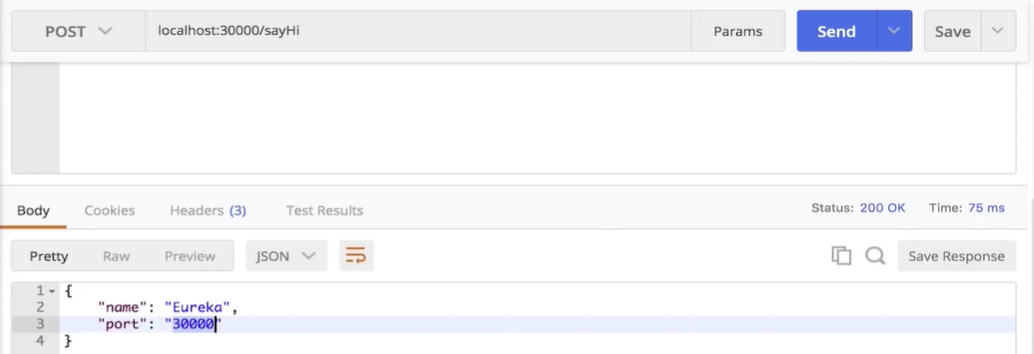 POST localhost:30000/sayHi Params Send Save
Body Cookies Headers (3) Test Results Status: 200 OK Time: 75 ms
Pretty Raw Preview JSON Save Response
1 {
2 "name": "Eureka",
3 "port": "30000"
4 }